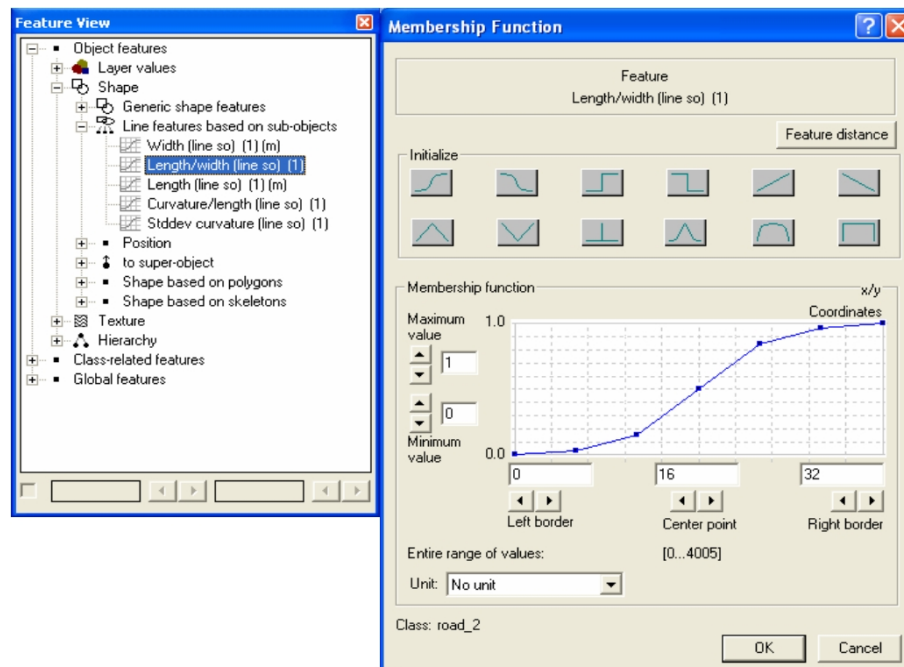 Feature View
Object features
Layer values
Shape
Generic shape features
Line features based on sub-objects
Width (line so) (1) (m)
Length/width (line so) (1)
Length (line so) (1) (m)
Curvature/length (line so) (1)
Stddev curvature (line so) (1)
Position
to super-object
Shape based on polygons
Shape based on skeletons
Texture
Hierarchy
Class-related features
Global features
Membership Function
Feature
Length/width (line so) (1)
Feature distance
Initialize
Membership function
x/y
Coordinates
Maximum
value
1.0
1
0
Minimum
value
0.0
0 16 32
Left border Center point Right border
Entire range of values: [0...4005]
Unit: No unit
Class: road_2
OK Cancel